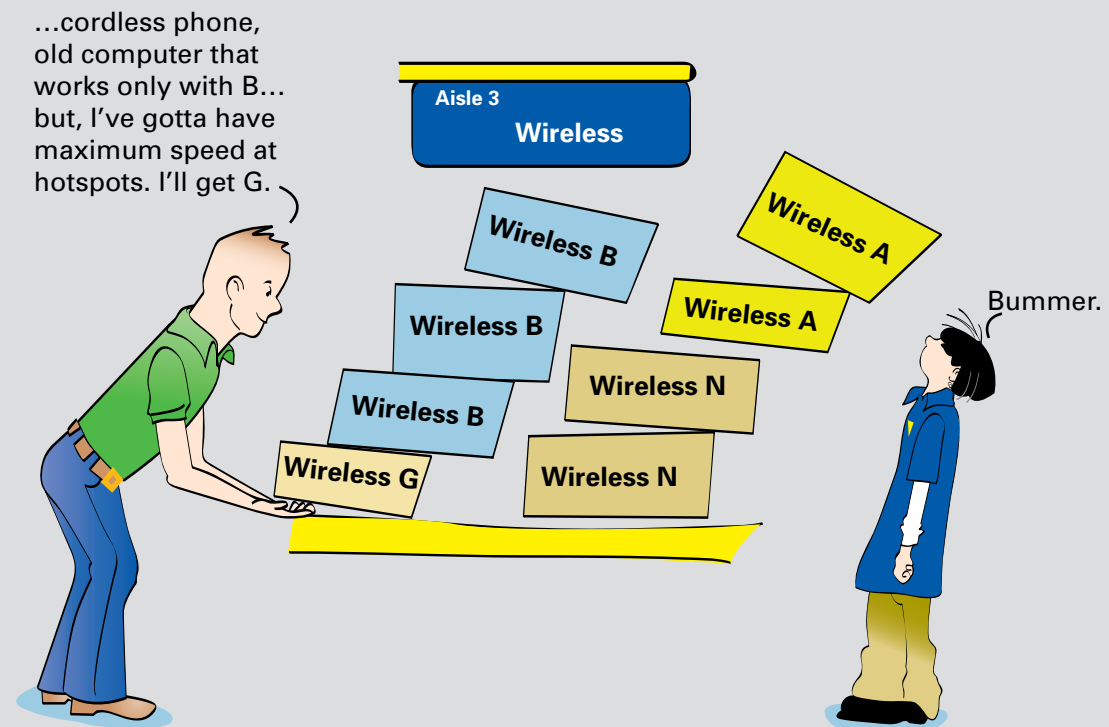 …cordless phone,
old computer that
works only with B…
but, I’ve gotta have
maximum speed at
hotspots. I’ll get G.
Aisle 3
Wireless
Wireless B
Wireless A
Wireless B
Wireless A
Bummer.
Wireless B
Wireless N
Wireless G
Wireless N